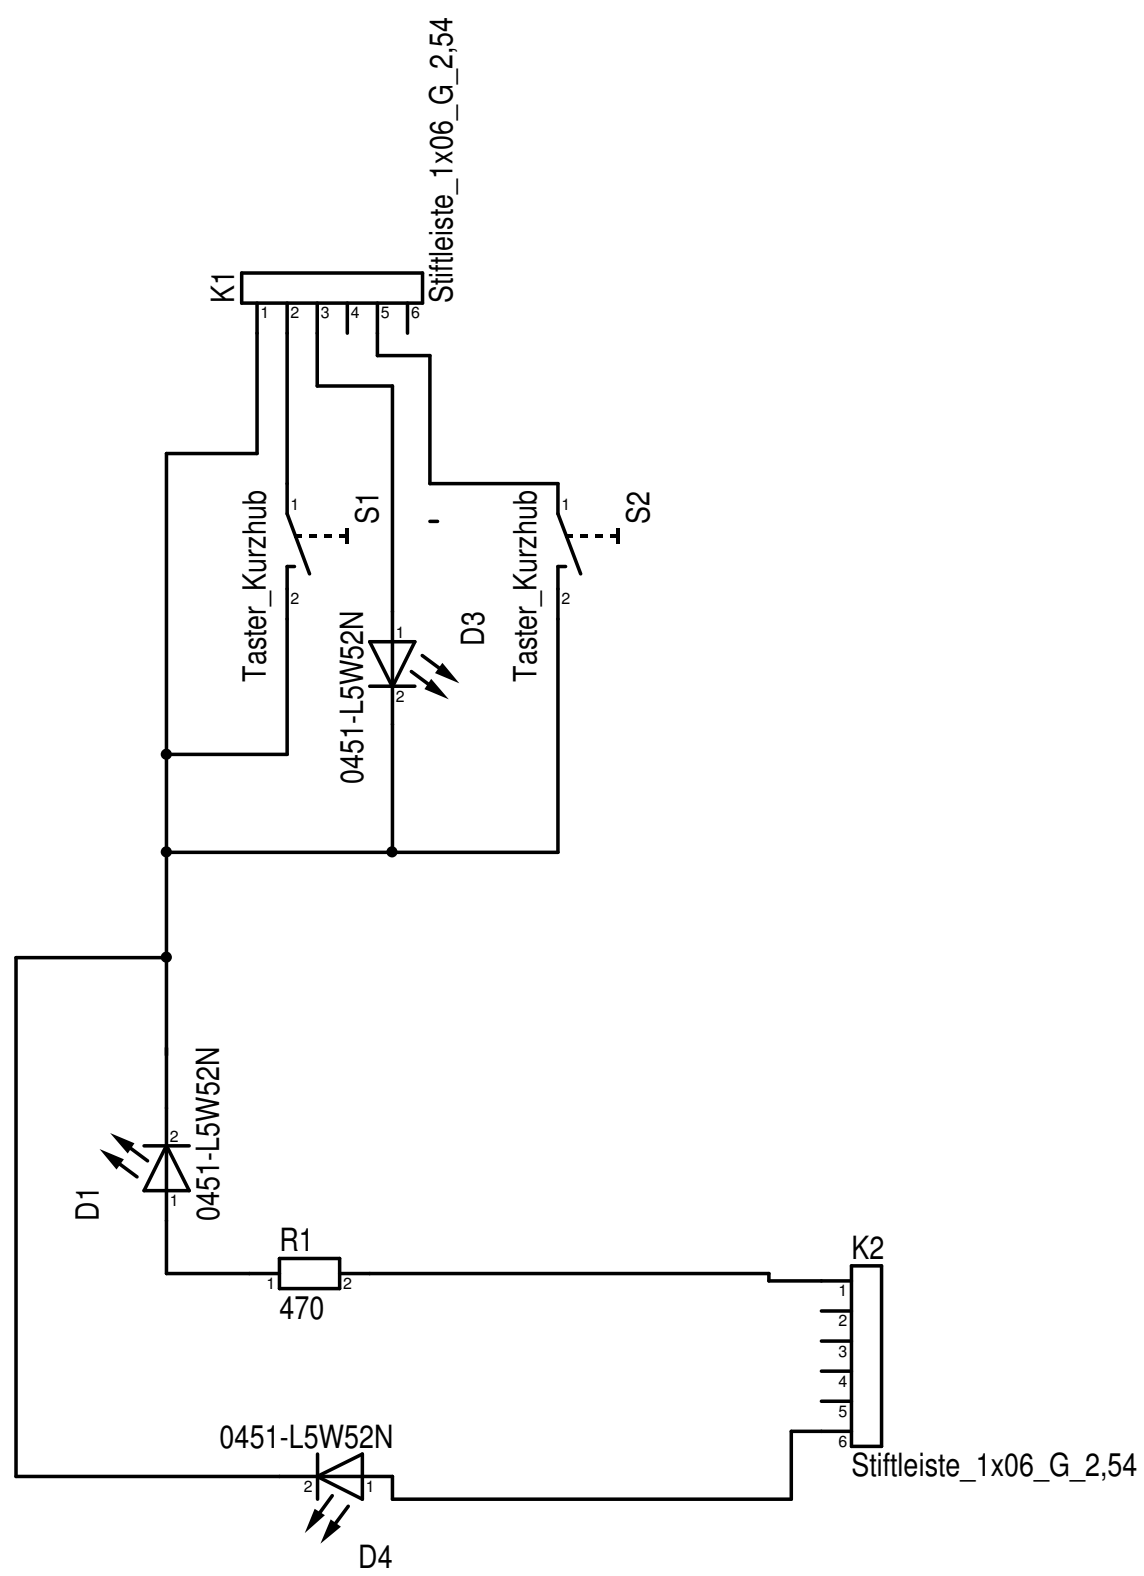 Stiftleiste_1x06_G_2,54
K1
1
2
3
4
5
6
Taster_Kurzhub
1
S1
2
Taster_Kurzhub
1
S2
2
0451-L5W52N
1
D3
2
D1
2
0451-L5W52N
1
R1
1
2
470
K2
1
2
3
4
5
6
Stiftleiste_1x06_G_2,54
0451-L5W52N
2
1
D4